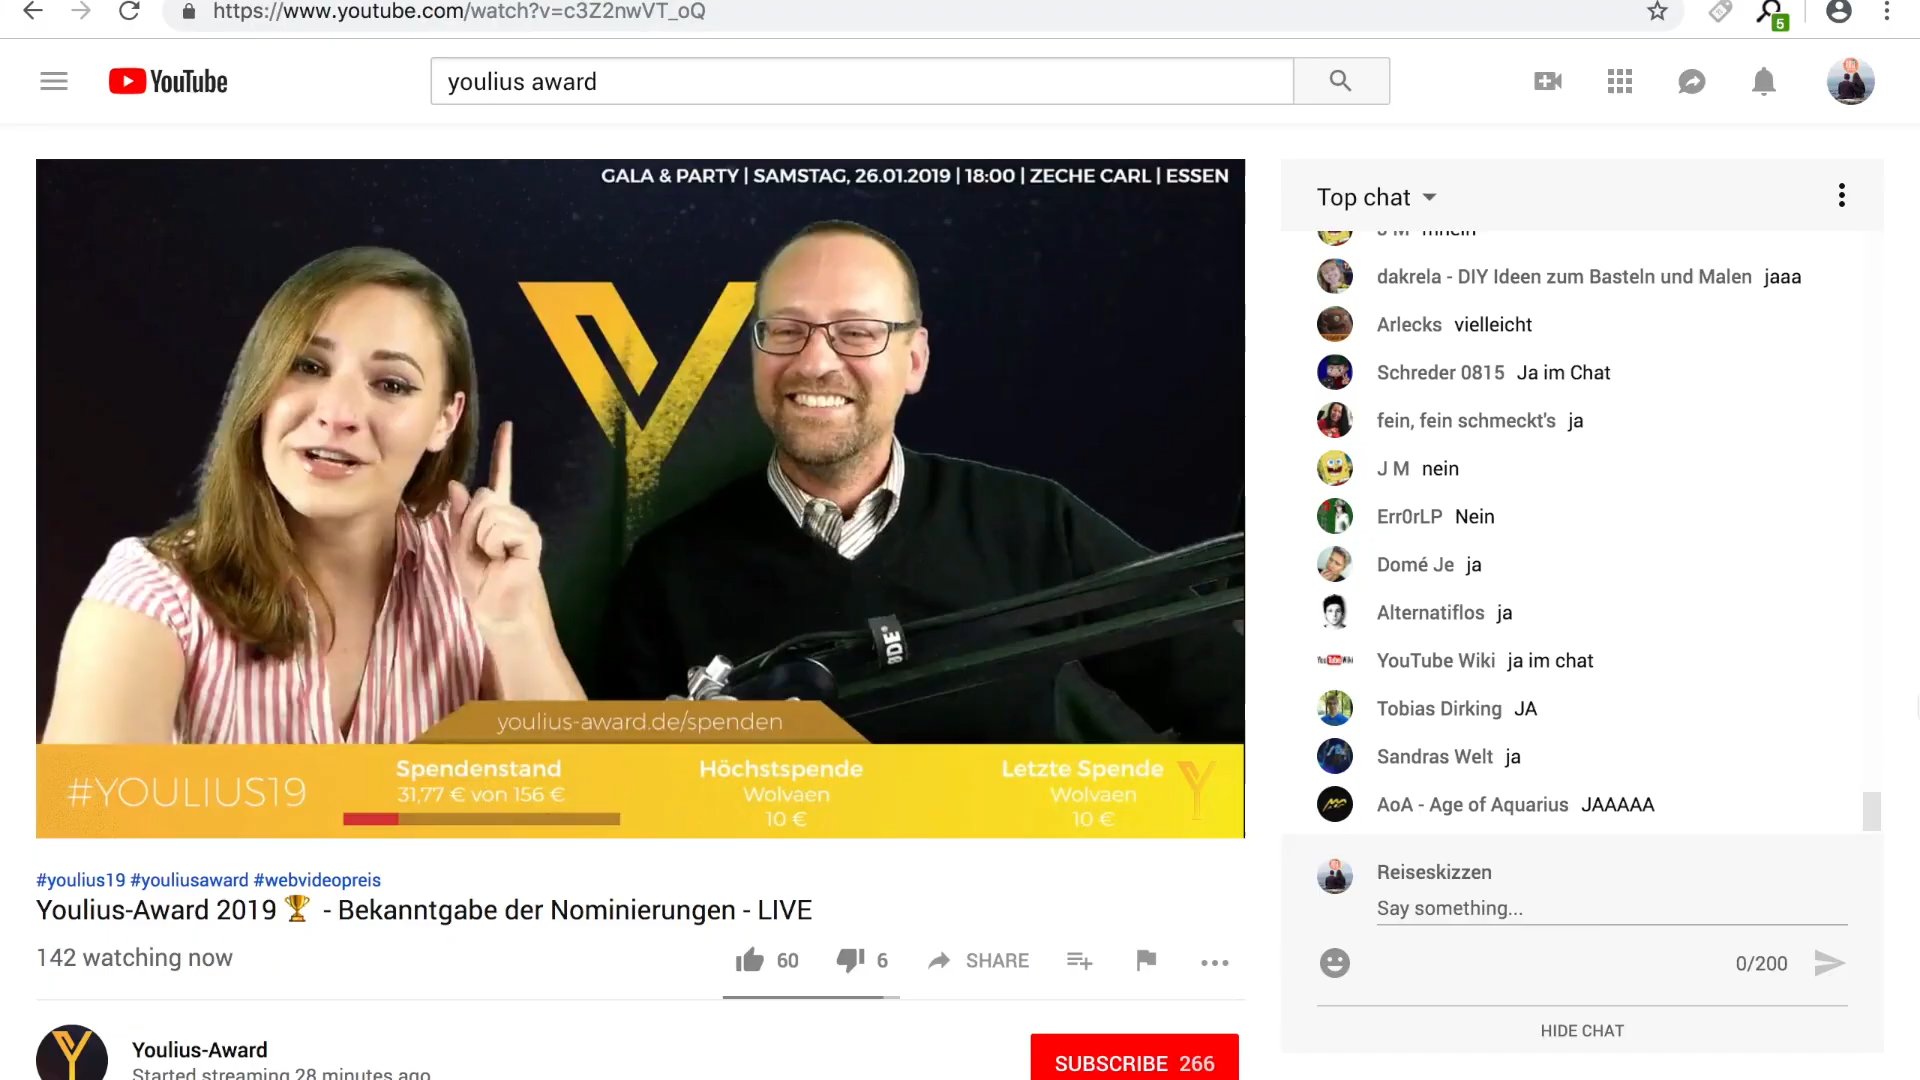 https://www.youtube.com/watch?v=c3Z2nwVT_oQ
5
YouTube
youlius award
GALA & PARTY | SAMSTAG, 26.01.2019 | 18:00 | ZECHE CARL | ESSEN
youlius-award.de/spenden
#YOULIUS19
Spendenstand
31,77 € von 156 €
Höchstspende
Wolvaen
10 €
Letzte Spende
Wolvaen
10 €
#youlius19 #youliusaward #webvideopreis
Youlius-Award 2019 🏆 - Bekanntgabe der Nominierungen - LIVE
142 watching now
60
6
SHARE
Youlius-Award
Started streaming 28 minutes ago
SUBSCRIBE 266
Top chat
dakrela - DIY Ideen zum Basteln und Malen jaaa
Arlecks vielleicht
Schreder 0815 Ja im Chat
fein, fein schmeckt's ja
J M nein
Err0rLP Nein
Domé Je ja
Alternatiflos ja
YouTube Wiki ja im chat
Tobias Dirking JA
Sandras Welt ja
AoA - Age of Aquarius JAAAAA
Reiseskizzen
Say something...
0/200
HIDE CHAT